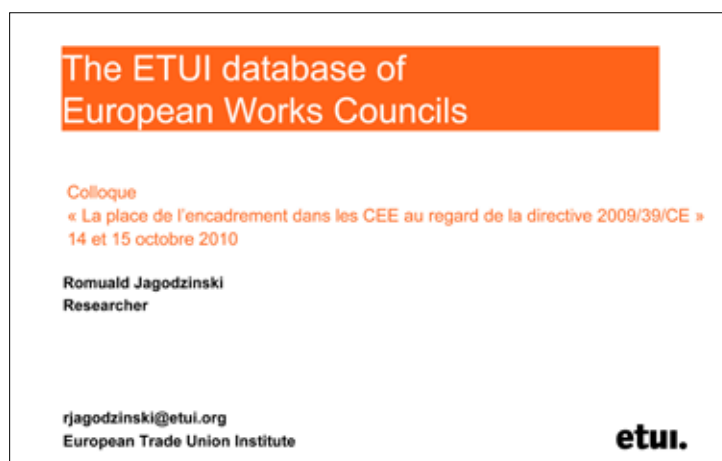 The ETUI database of
European Works Councils
Colloque
« La place de l'encadrement dans les CEE au regard de la directive 2009/39/CE »
14 et 15 octobre 2010
Romuald Jagodzinski
Researcher
rjagodzinski@etui.org
European Trade Union Institute
etui.